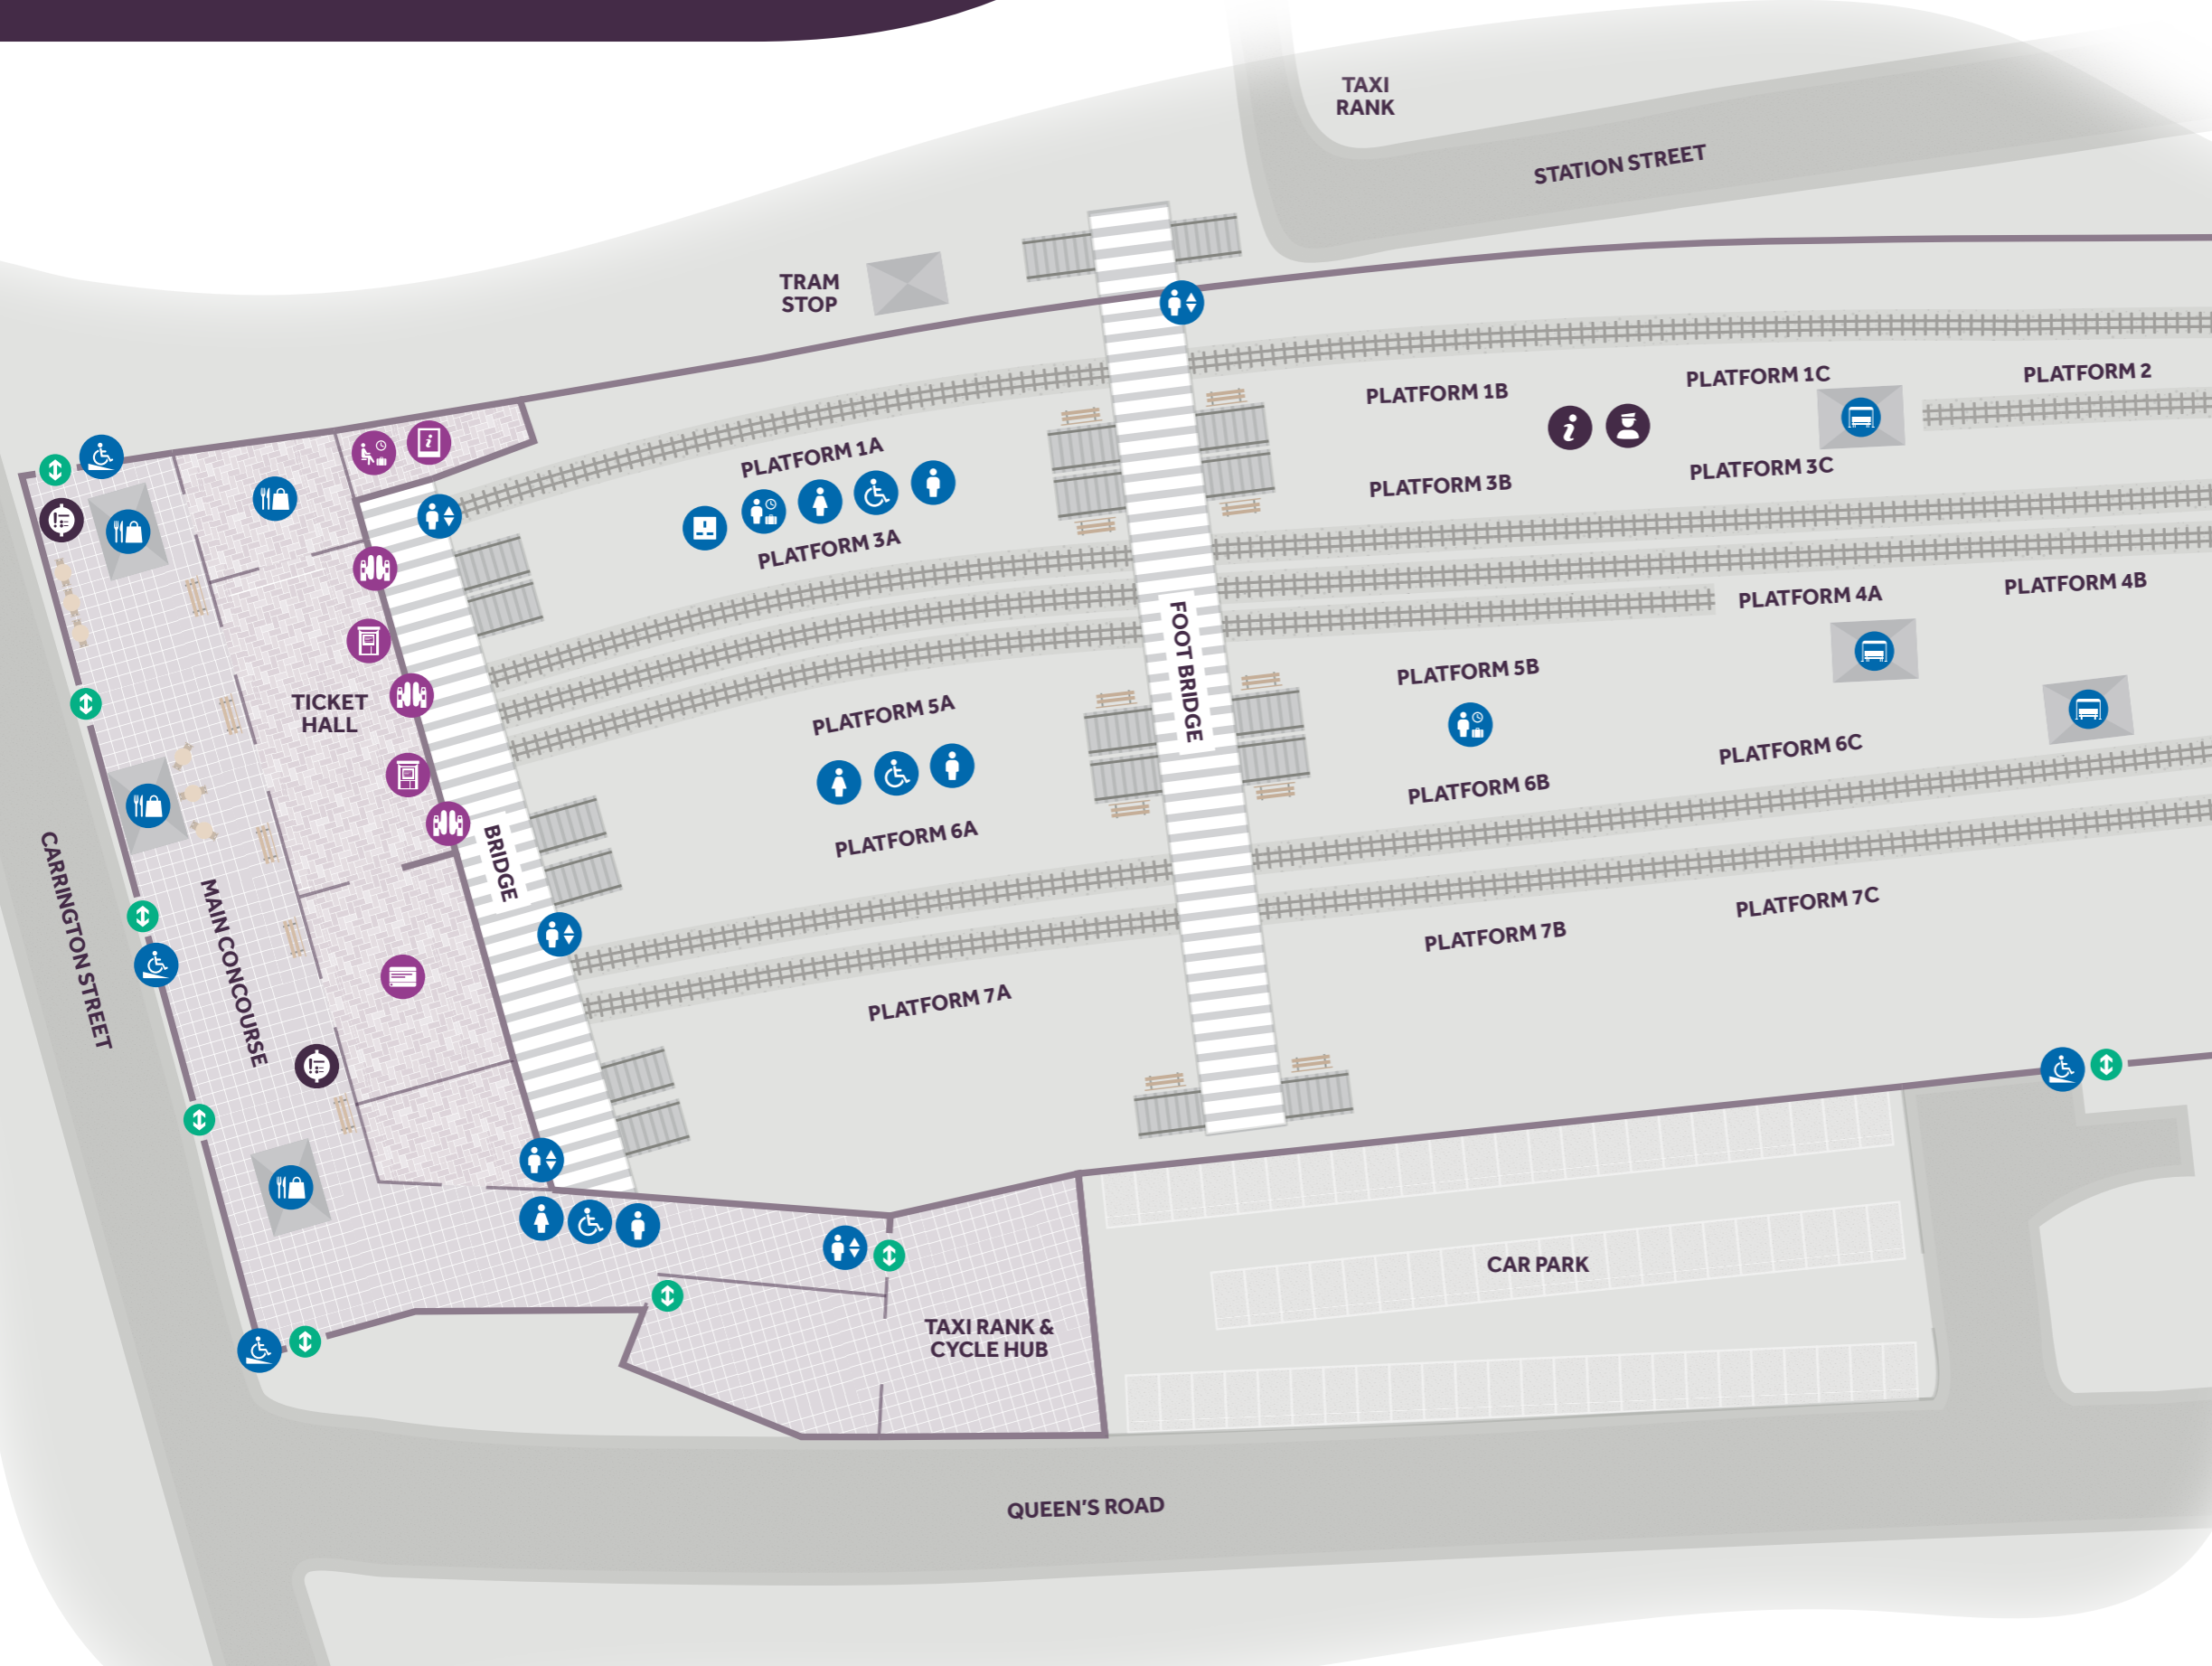 TAXI
RANK
STATION STREET
TRAM
STOP
PLATFORM 1A
PLATFORM 1B
PLATFORM 1C
PLATFORM 2
PLATFORM 3A
PLATFORM 3B
PLATFORM 3C
PLATFORM 4A
PLATFORM 4B
FOOT BRIDGE
PLATFORM 5A
PLATFORM 5B
TICKET
HALL
PLATFORM 6A
PLATFORM 6B
PLATFORM 6C
BRIDGE
CARRINGTON STREET
MAIN CONCOURSE
PLATFORM 7A
PLATFORM 7B
PLATFORM 7C
CAR PARK
TAXI RANK &
CYCLE HUB
QUEEN'S ROAD